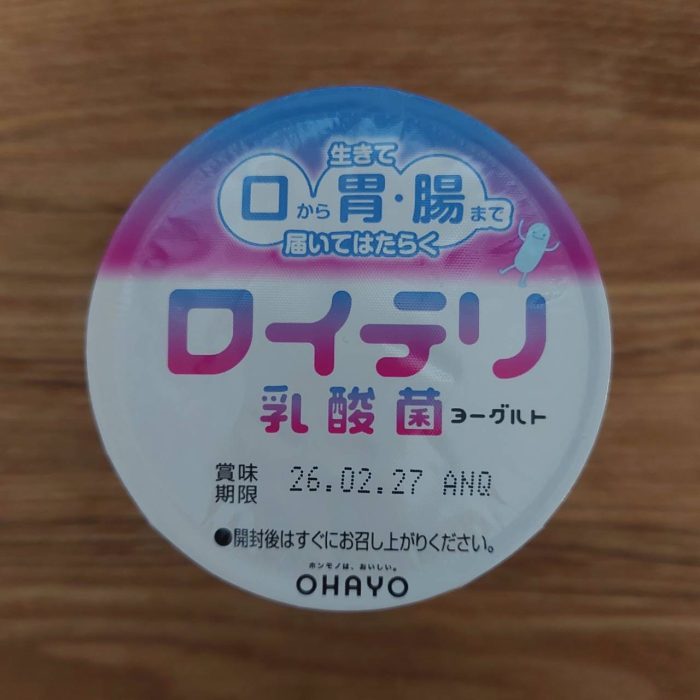 生きて
口から胃・腸まで
届いてはたらく
ロイテリ
乳酸菌ヨーグルト
賞味
期限 26.02.27 ANQ
●開封後はすぐにお召し上がりください。
ホンモノは、おいしい。
OHAYO